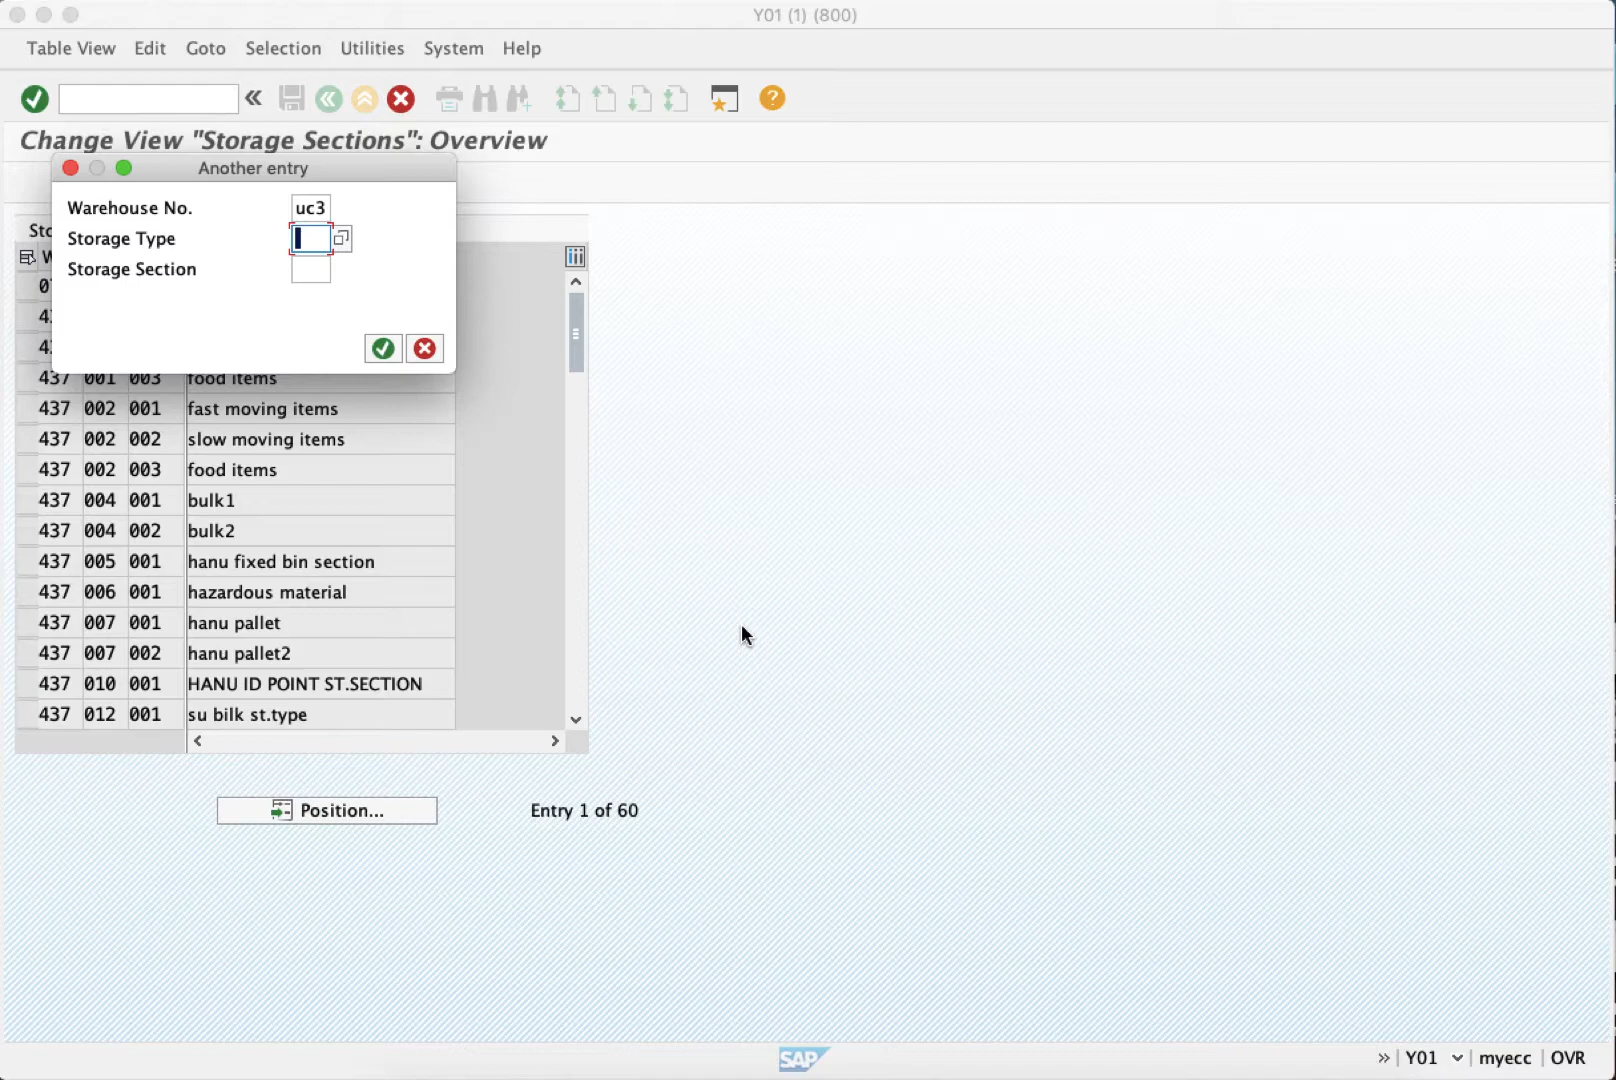 Y01 (1) (800)
Table View Edit Goto Selection Utilities System Help
Change View "Storage Sections": Overview
Another entry
Warehouse No. uc3
Storage Type
Storage Section
437 001 003 food items
437 002 001 fast moving items
437 002 002 slow moving items
437 002 003 food items
437 004 001 bulk1
437 004 002 bulk2
437 005 001 hanu fixed bin section
437 006 001 hazardous material
437 007 001 hanu pallet
437 007 002 hanu pallet2
437 010 001 HANU ID POINT ST.SECTION
437 012 001 su bilk st.type
Position... Entry 1 of 60
SAP
Y01 myecc OVR